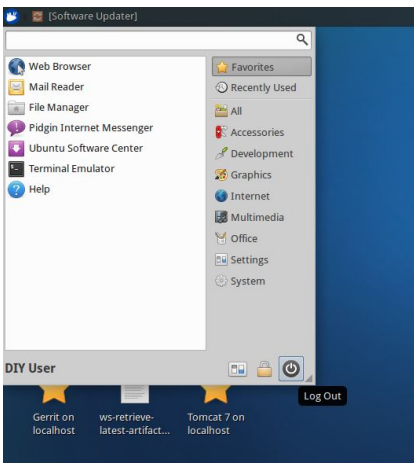 [Software Updater]
Web Browser
Mail Reader
File Manager
Pidgin Internet Messenger
Ubuntu Software Center
Terminal Emulator
Help
Favorites
Recently Used
All
Accessories
Development
Graphics
Internet
Multimedia
Office
Settings
System
DIY User
Log Out
Gerrit on
localhost
ws-retrieve-
latest-artifact...
Tomcat 7 on
localhost